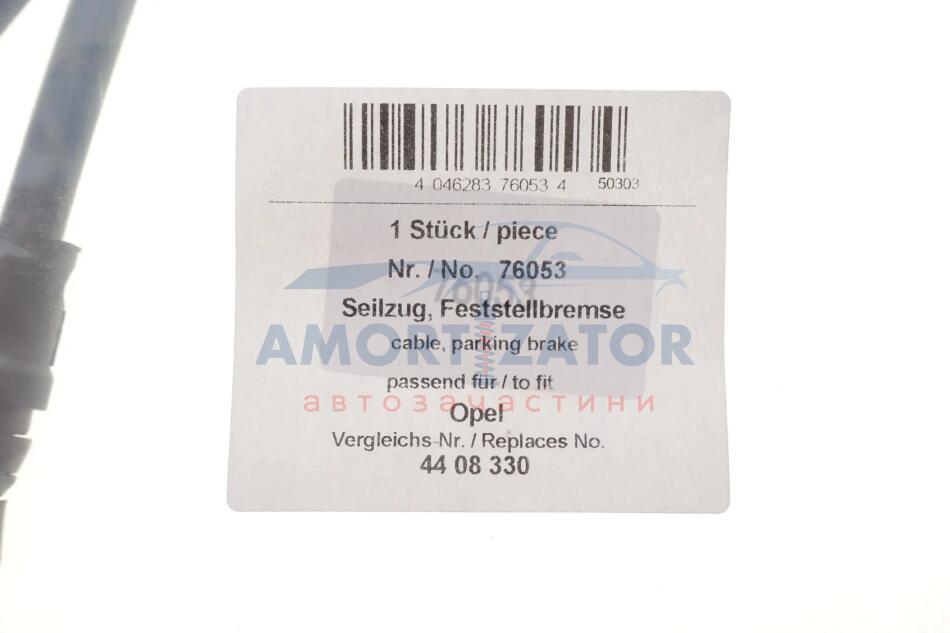 4 046283 76053 4 50303
1 Stück / piece
Nr. / No. 76053
76053
Seilzug, Feststellbremse
AMORTIZATOR
cable, parking brake
passend für / to fit
автозапчастини
Opel
Vergleichs-Nr. / Replaces No.
44 08 330